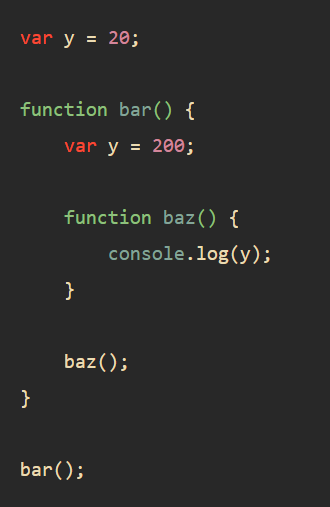 var y = 20;
function bar() {
var y = 200;
function baz() {
console.log(y);
}
baz();
}
bar();